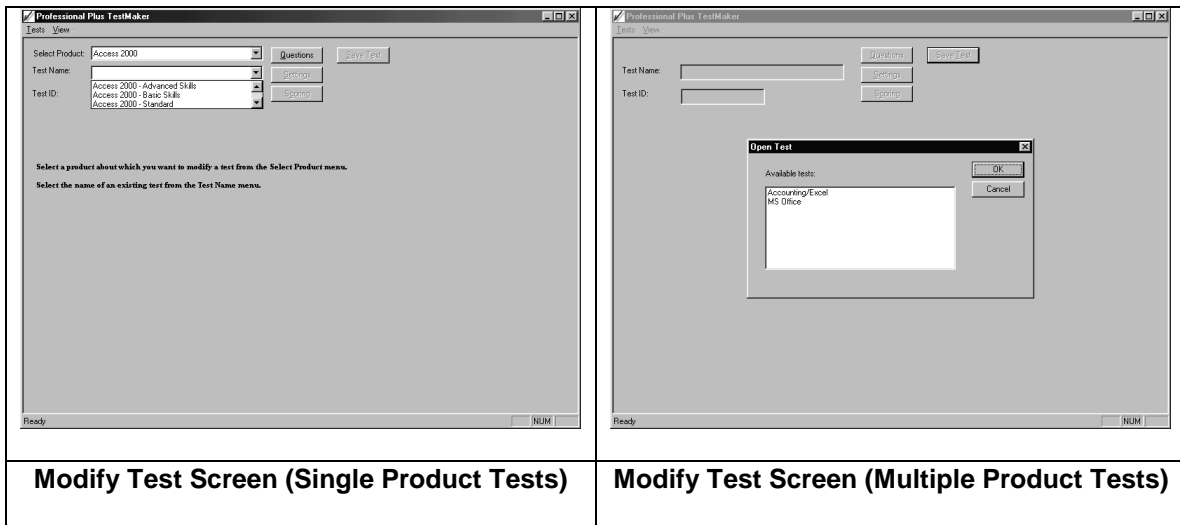 Professional Plus TestMaker
Tests View
Select Product: Access 2000 Questions Save Test
Test Name: Settings
Access 2000 - Advanced Skills
Test ID: Access 2000 - Basic Skills Scoring
Access 2000 - Standard
Select a product about which you want to modify a test from the Select Product menu.
Select the name of an existing test from the Test Name menu.
Ready NUM
Modify Test Screen (Single Product Tests)
Professional Plus TestMaker
Tests View
Questions Save Test
Test Name: Settings
Test ID: Scoring
Open Test
Available tests: OK
Accounting/Excel Cancel
MS Office
Ready NUM
Modify Test Screen (Multiple Product Tests)